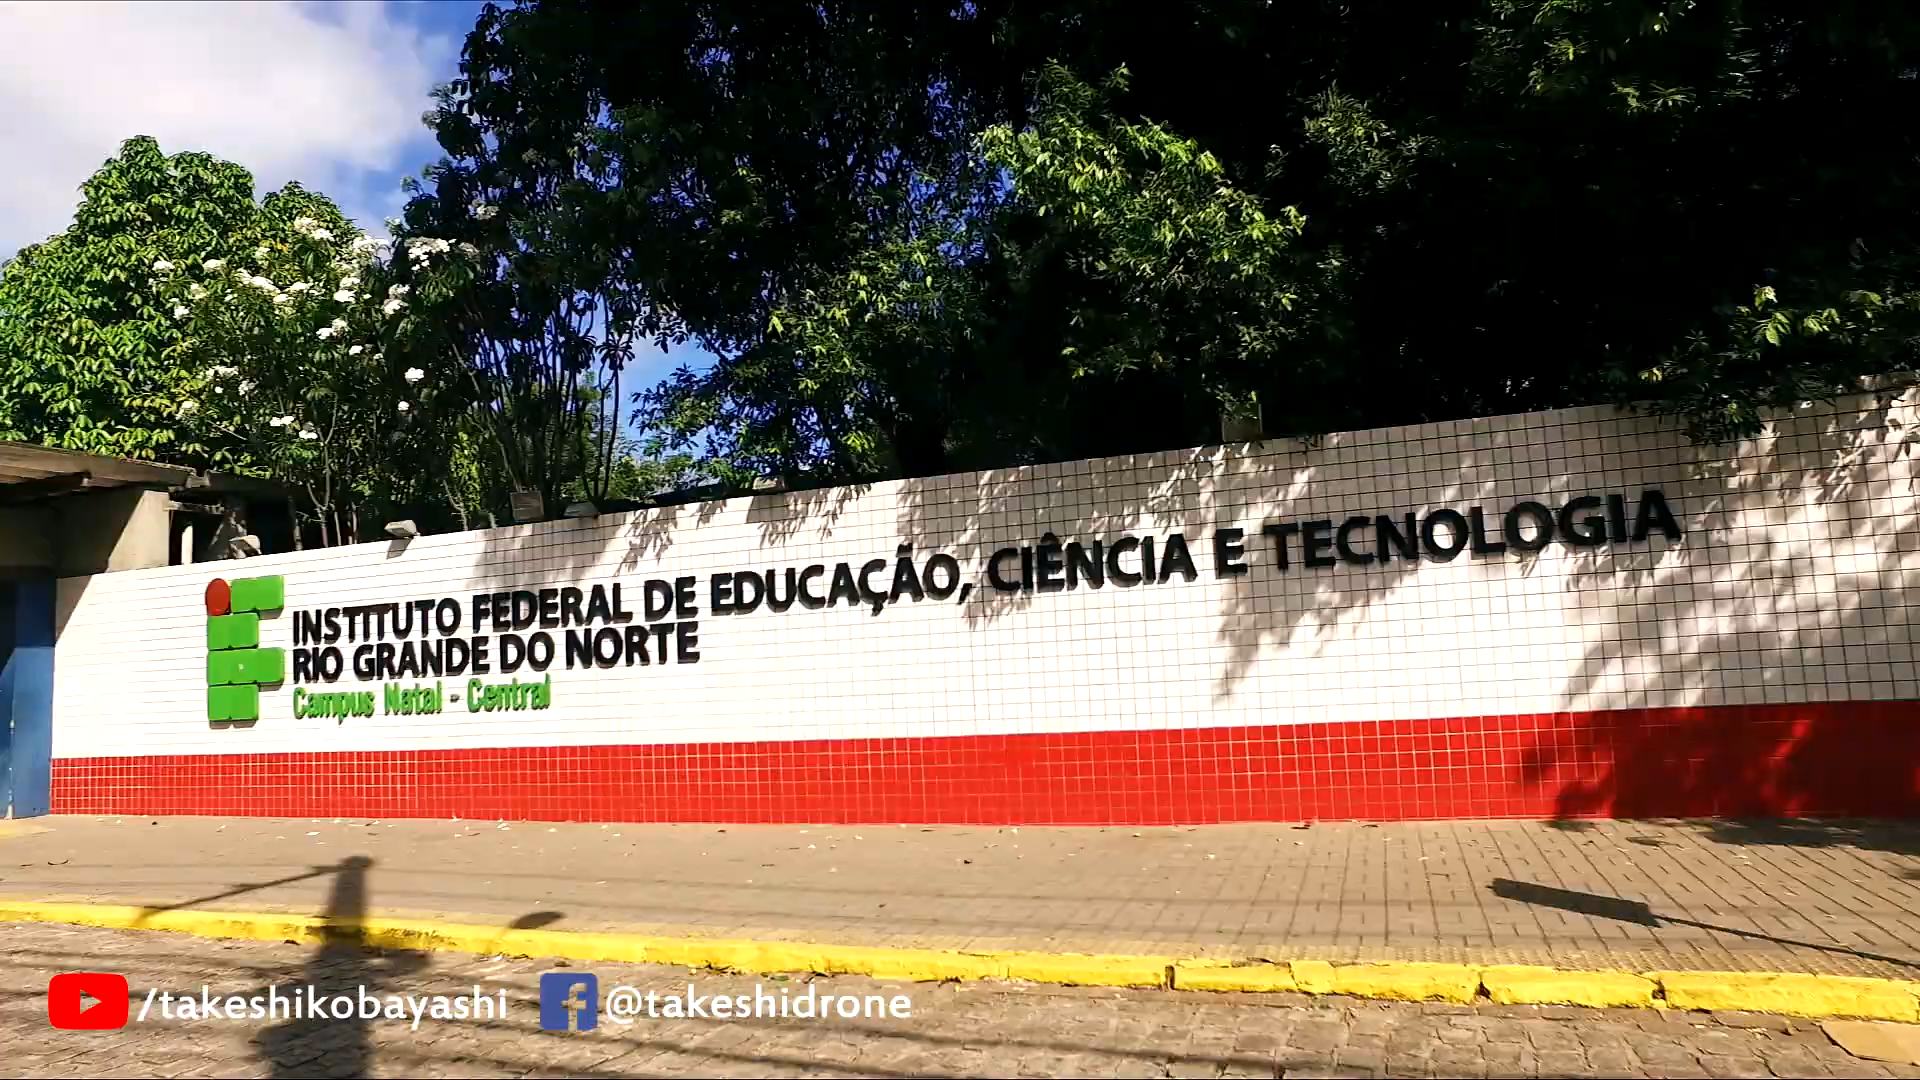 INSTITUTO FEDERAL DE EDUCAÇÃO, CIÊNCIA E TECNOLOGIA
RIO GRANDE DO NORTE
Campus Natal - Central
/takeshikobayashi @takeshidrone